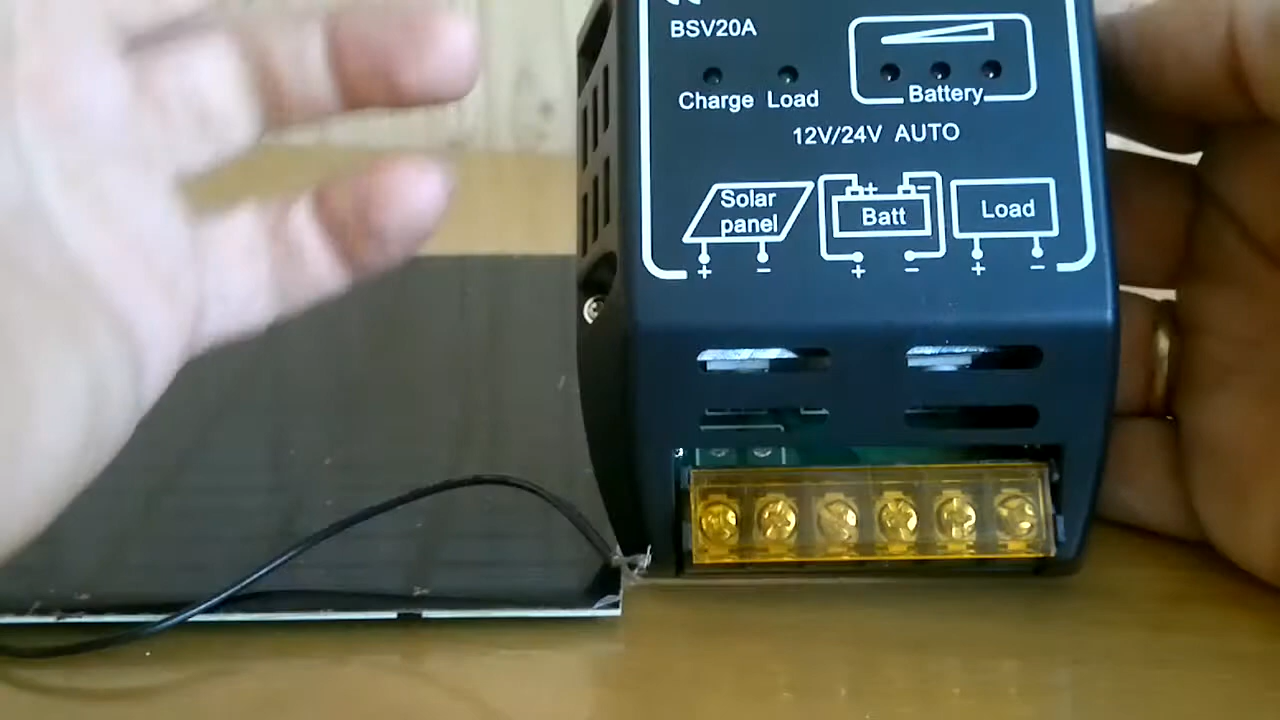 BSV20A
Charge Load Battery
12V/24V AUTO
Solar panel
+ -
Batt
+ -
+ -
Load
+ -